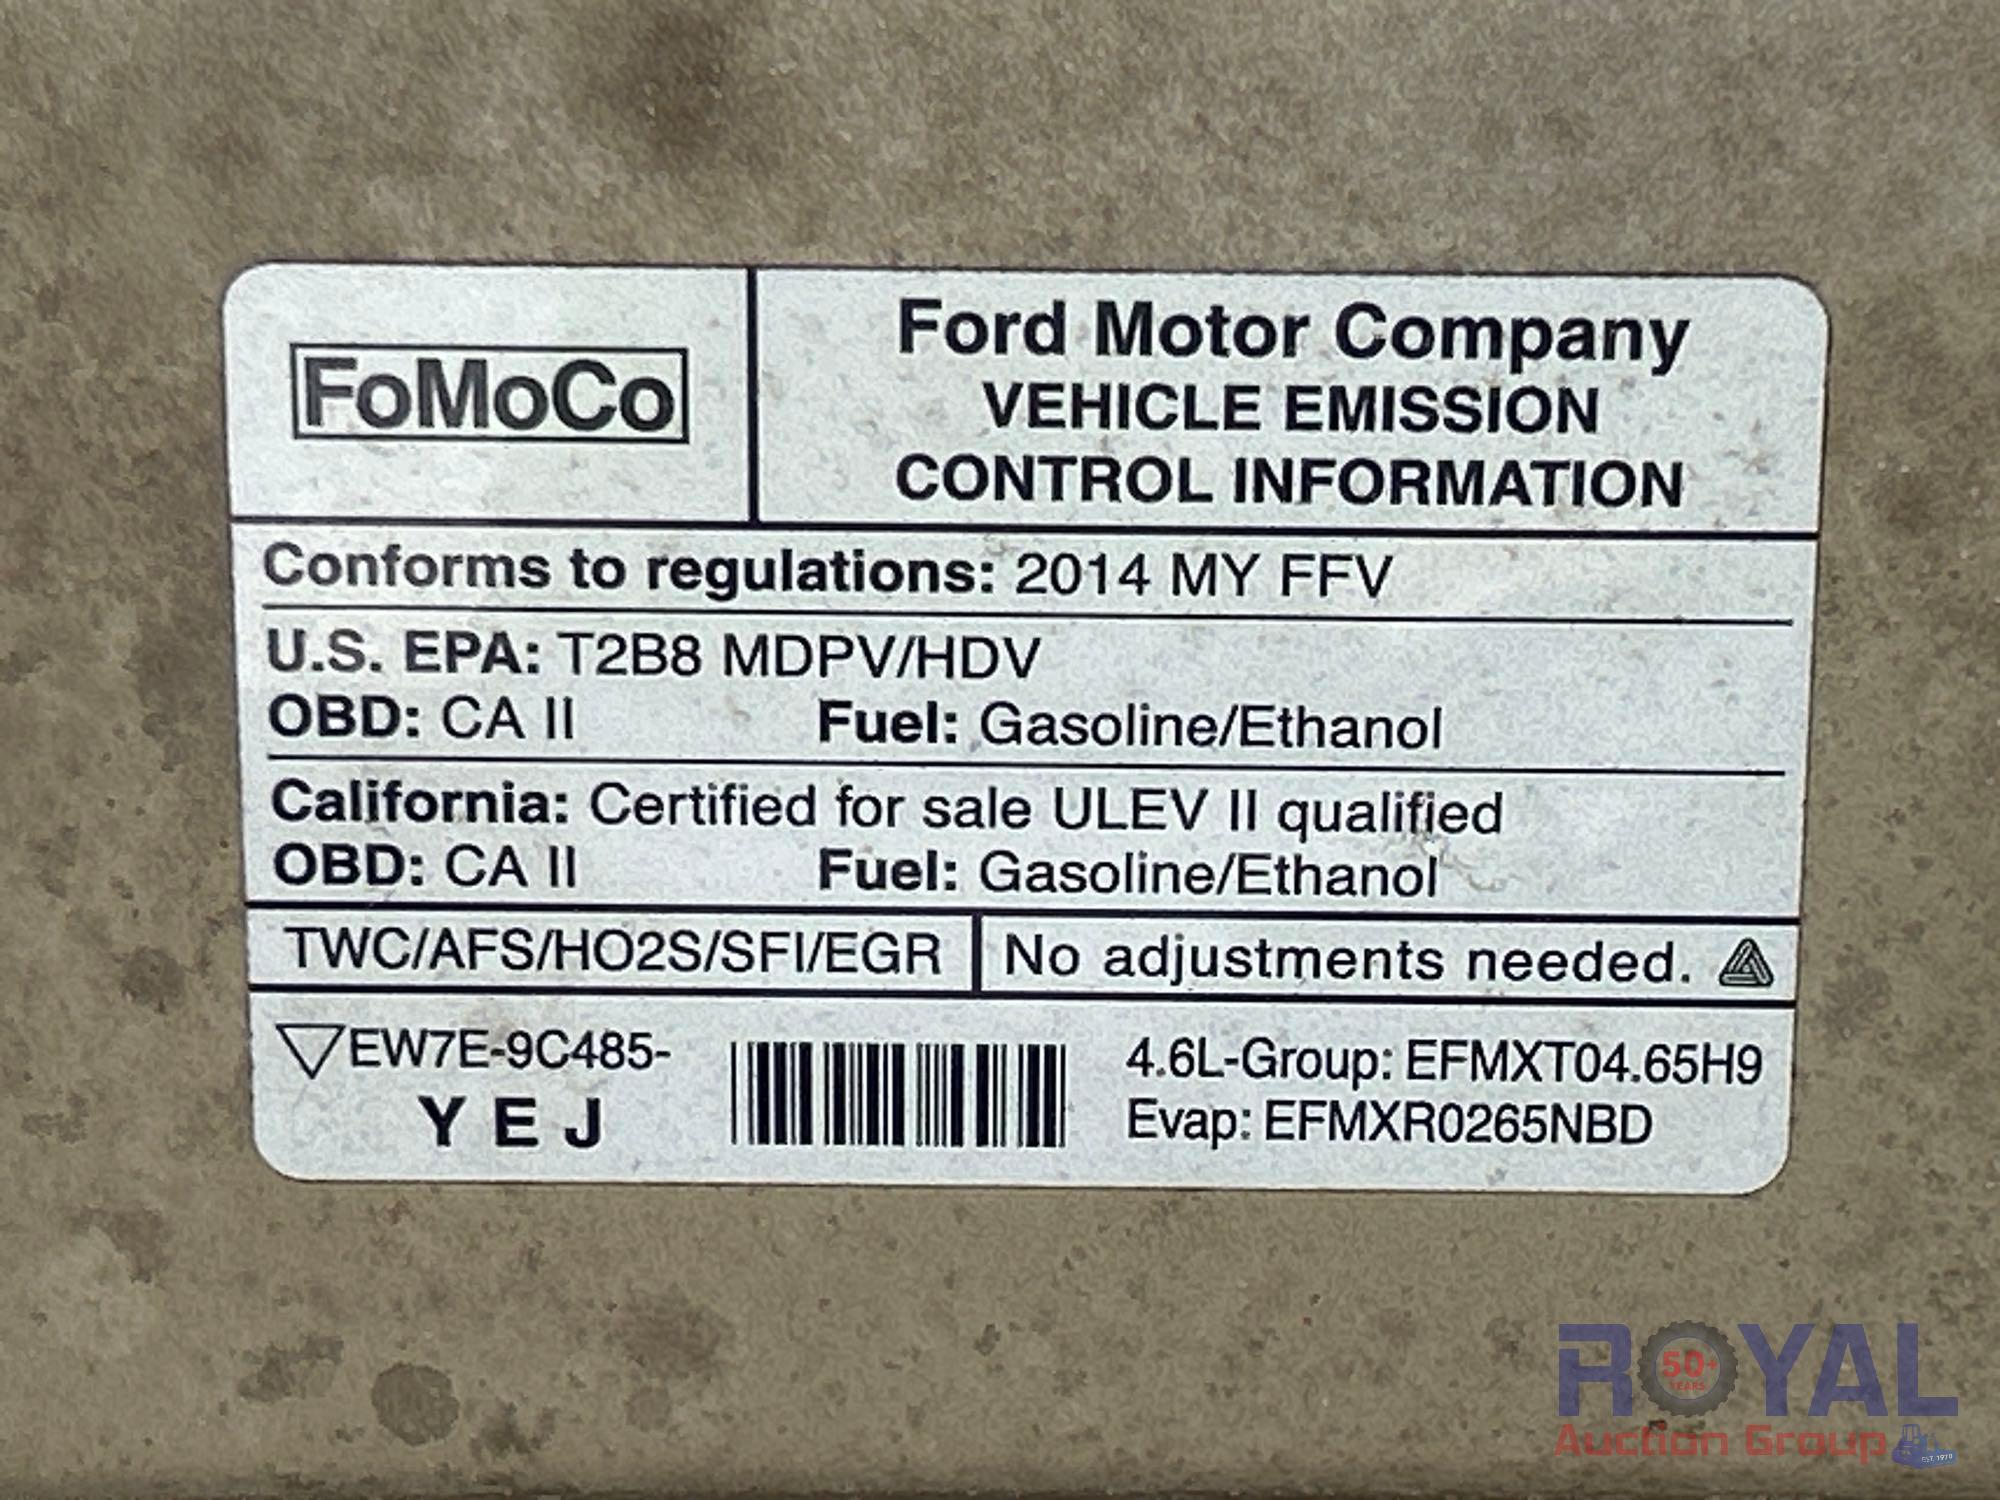 FoMoCo
Ford Motor Company
VEHICLE EMISSION
CONTROL INFORMATION
Conforms to regulations: 2014 MY FFV
U.S. EPA: T2B8 MDPV/HDV
OBD: CA II Fuel: Gasoline/Ethanol
California: Certified for sale ULEV II qualified
OBD: CA II Fuel: Gasoline/Ethanol
TWC/AFS/HO2S/SFI/EGR
No adjustments needed.
EW7E-9C485-
Y E J
4.6L-Group: EFMXT04.65H9
Evap: EFMXR0265NBD
ROYAL
50+
YEARS
Auction Group
EST. 1970